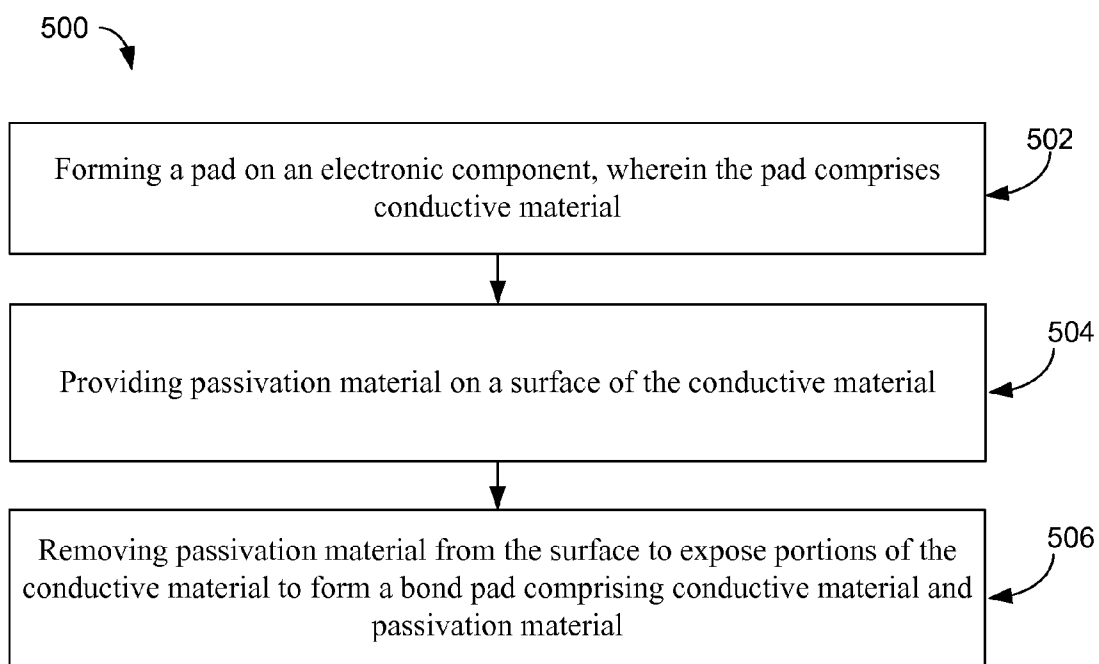 500
502
Forming a pad on an electronic component, wherein the pad comprises
conductive material
504
Providing passivation material on a surface of the conductive material
506
Removing passivation material from the surface to expose portions of the
conductive material to form a bond pad comprising conductive material and
passivation material